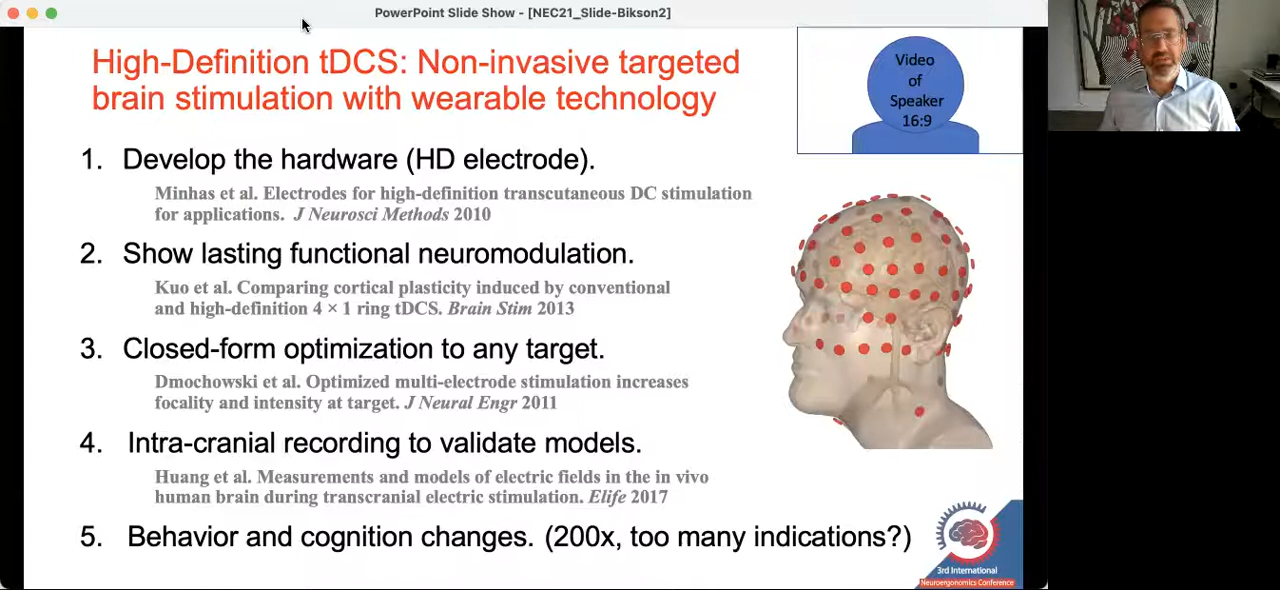 PowerPoint Slide Show - [NEC21_Slide-Bikson2]
High-Definition tDCS: Non-invasive targeted
brain stimulation with wearable technology
Video
of
Speaker
16:9
1. Develop the hardware (HD electrode).
Minhas et al. Electrodes for high-definition transcutaneous DC stimulation
for applications. J Neurosci Methods 2010
2. Show lasting functional neuromodulation.
Kuo et al. Comparing cortical plasticity induced by conventional
and high-definition 4 × 1 ring tDCS. Brain Stim 2013
3. Closed-form optimization to any target.
Dmochowski et al. Optimized multi-electrode stimulation increases
focality and intensity at target. J Neural Engr 2011
4. Intra-cranial recording to validate models.
Huang et al. Measurements and models of electric fields in the in vivo
human brain during transcranial electric stimulation. Elife 2017
5. Behavior and cognition changes. (200x, too many indications?)
3rd International
Neuroergonomics Conference